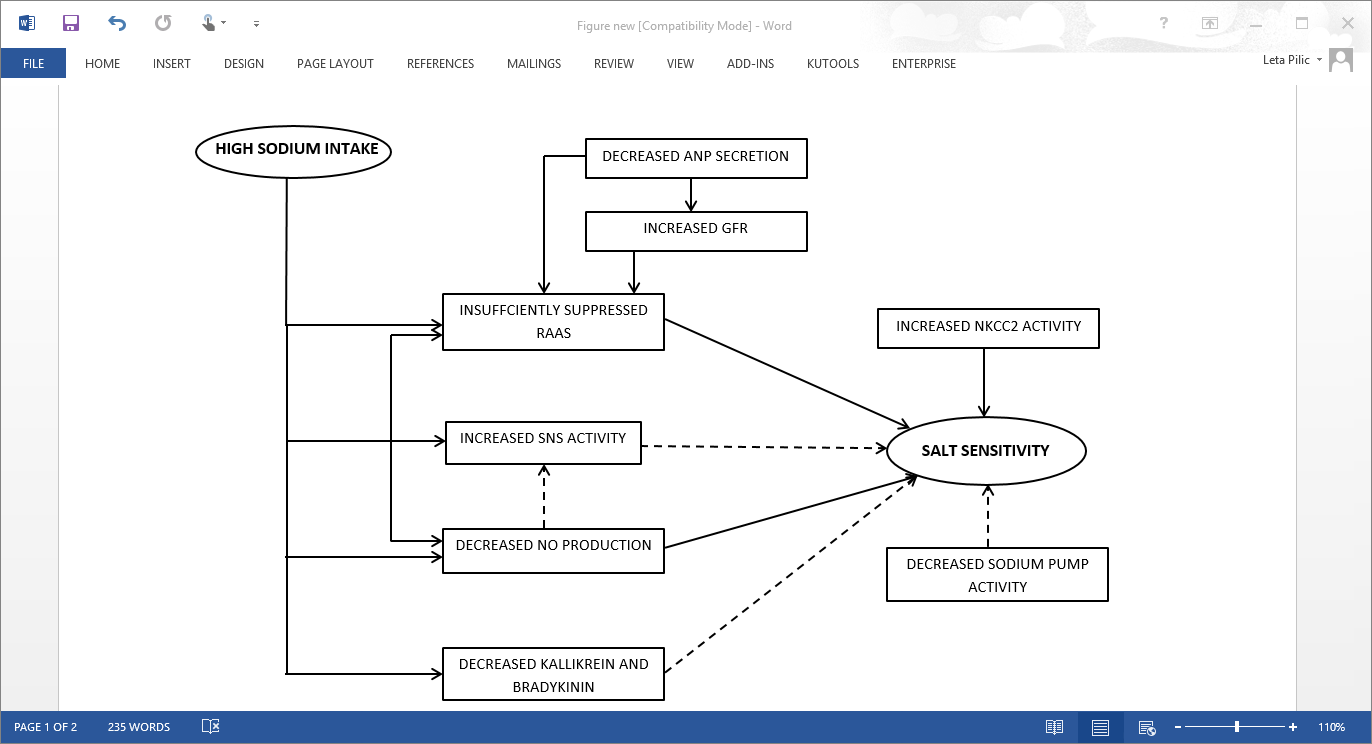 Figure new [Compatibility Mode] - Word
?
FILE
HOME
INSERT
DESIGN
PAGE LAYOUT
REFERENCES
MAILINGS
REVIEW
VIEW
ADD-INS
KUTOOLS
ENTERPRISE
Leta Pilic
HIGH SODIUM INTAKE
DECREASED ANP SECRETION
INCREASED GFR
INSUFFCIENTLY SUPPRESSED
RAAS
INCREASED NKCC2 ACTIVITY
INCREASED SNS ACTIVITY
SALT SENSITIVITY
DECREASED NO PRODUCTION
DECREASED SODIUM PUMP
ACTIVITY
DECREASED KALLIKREIN AND
BRADYKININ
PAGE 1 OF 2
235 WORDS
110%